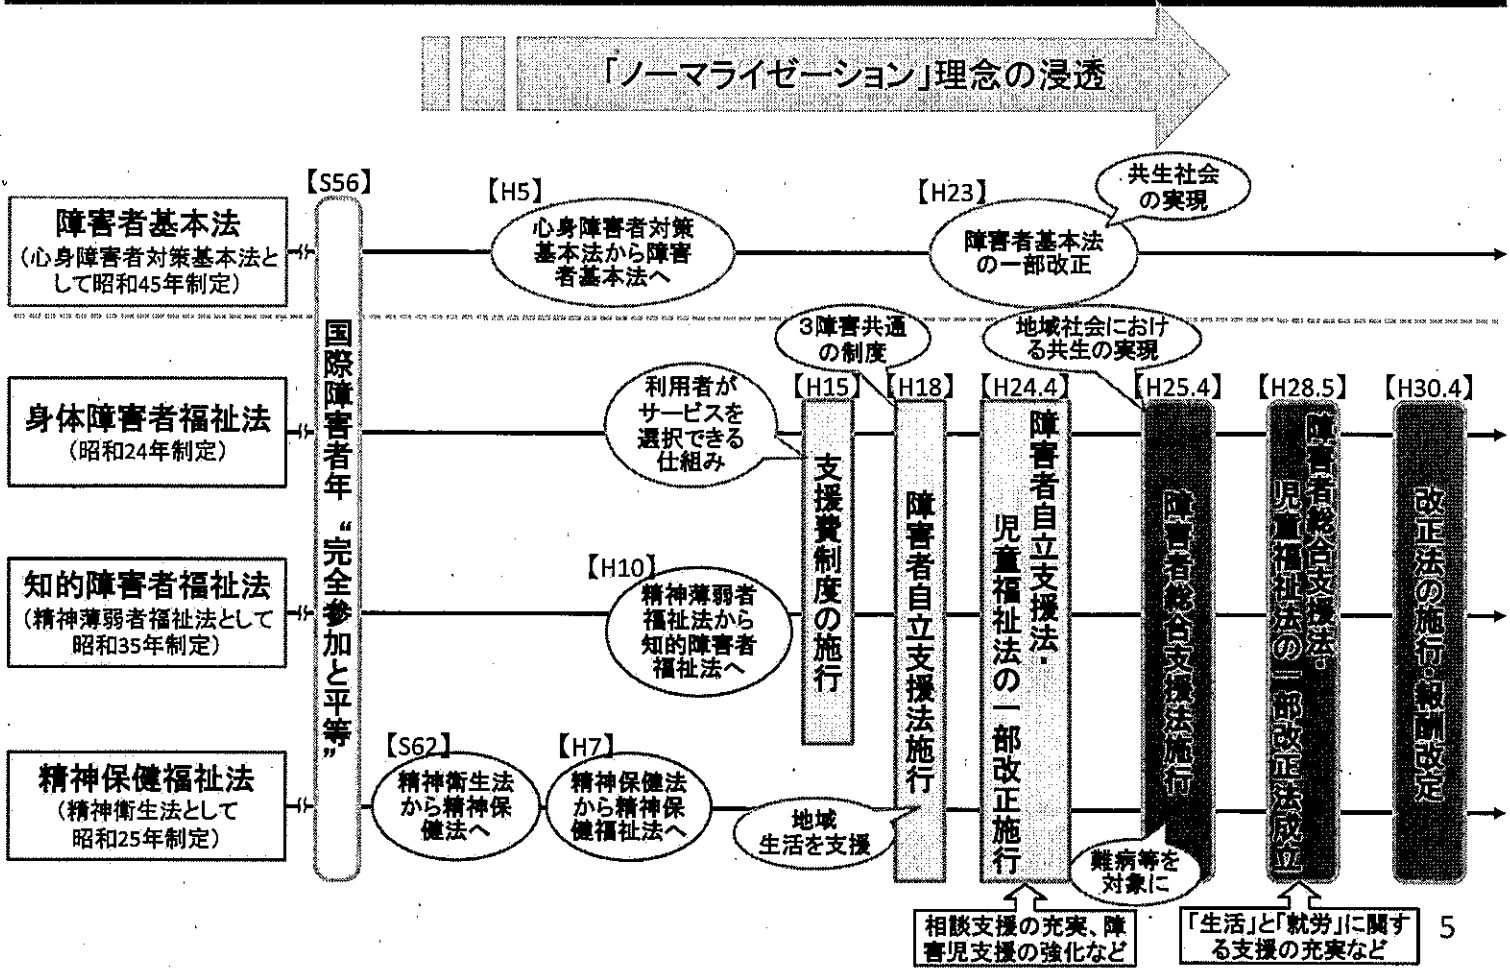 「ノーマライゼーション」理念の浸透
【S56】
【H5】
【H23】
共生社会
の実現
障害者基本法
（心身障害者対策基本法と
して昭和45年制定）
心身障害者対策
基本法から障害
者基本法へ
障害者基本法
の一部改正
国際障害者年 “完全参加と平等”
３障害共通
の制度
地域社会におけ
る共生の実現
身体障害者福祉法
（昭和24年制定）
利用者が
サービスを
選択できる
仕組み
【H15】
【H18】
【H24.4】
【H25.4】
【H28.5】
【H30.4】
支援費制度の施行
障害者自立支援法施行
障害者自立支援法・
児童福祉法の一部改正施行
障害者総合支援法施行
障害者総合支援法・
児童福祉法の一部改正法成立
改正法の施行・報酬改定
知的障害者福祉法
（精神薄弱者福祉法として
昭和35年制定）
【H10】
精神薄弱者
福祉法から
知的障害者
福祉法へ
精神保健福祉法
（精神衛生法として
昭和25年制定）
【S62】
精神衛生法
から精神保
健法へ
【H7】
精神保健法
から精神保
健福祉法へ
地域
生活を支援
難病等を
対象に
相談支援の充実、障
害児支援の強化など
「生活」と「就労」に関す
る支援の充実など
5